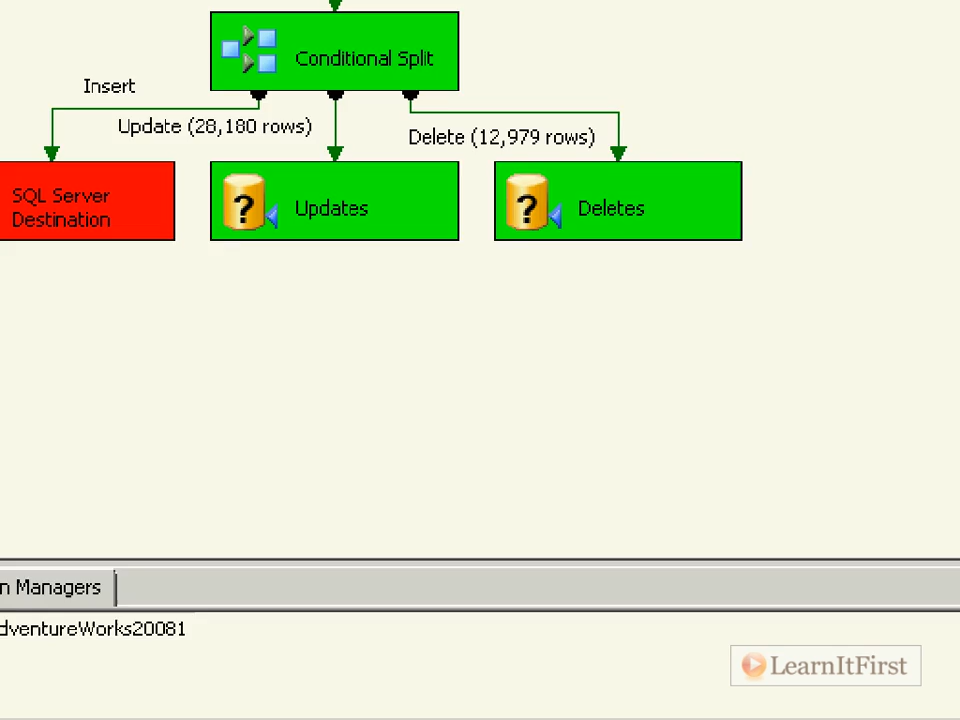 Conditional Split
Insert
Update (28,180 rows)
Delete (12,979 rows)
SQL Server
Destination
?
Updates
?
Deletes
n Managers
dventureWorks20081
LearnItFirst